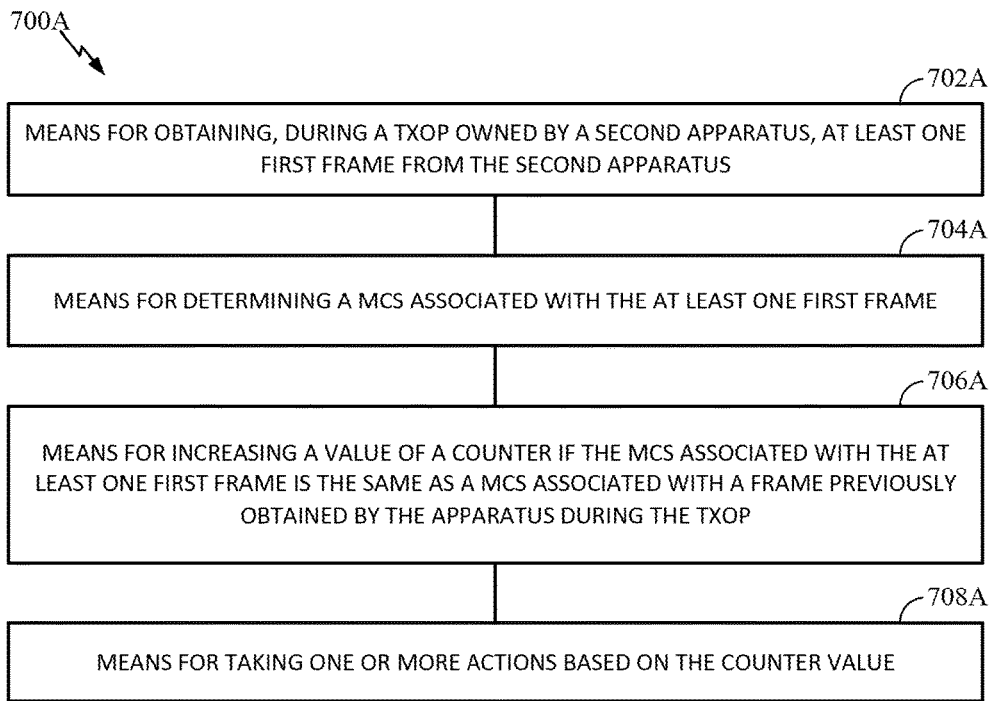 700A
702A
MEANS FOR OBTAINING, DURING A TXOP OWNED BY A SECOND APPARATUS, AT LEAST ONE
FIRST FRAME FROM THE SECOND APPARATUS
704A
MEANS FOR DETERMINING A MCS ASSOCIATED WITH THE AT LEAST ONE FIRST FRAME
706A
MEANS FOR INCREASING A VALUE OF A COUNTER IF THE MCS ASSOCIATED WITH THE AT
LEAST ONE FIRST FRAME IS THE SAME AS A MCS ASSOCIATED WITH A FRAME PREVIOUSLY
OBTAINED BY THE APPARATUS DURING THE TXOP
708A
MEANS FOR TAKING ONE OR MORE ACTIONS BASED ON THE COUNTER VALUE